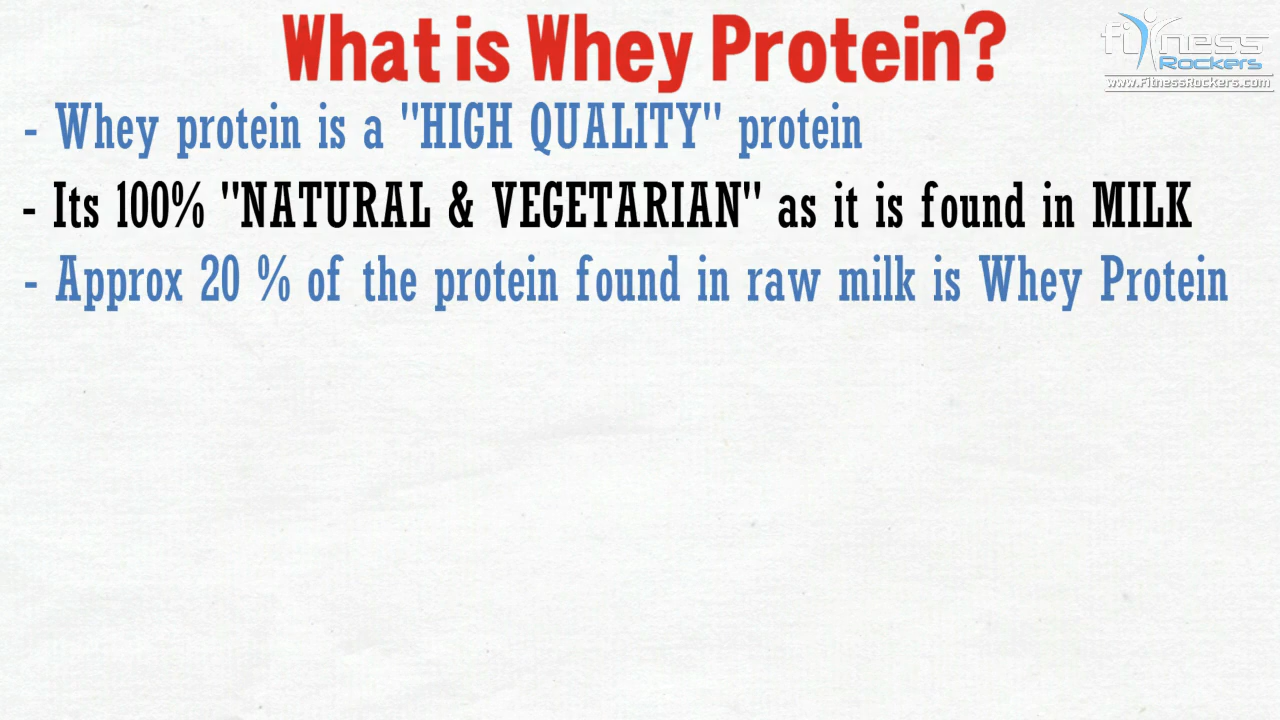 What is Whey Protein?
fitness
Rockers
www.FitnessRockers.com
- Whey protein is a "HIGH QUALITY" protein
- Its 100% "NATURAL & VEGETARIAN" as it is found in MILK
- Approx 20 % of the protein found in raw milk is Whey Protein